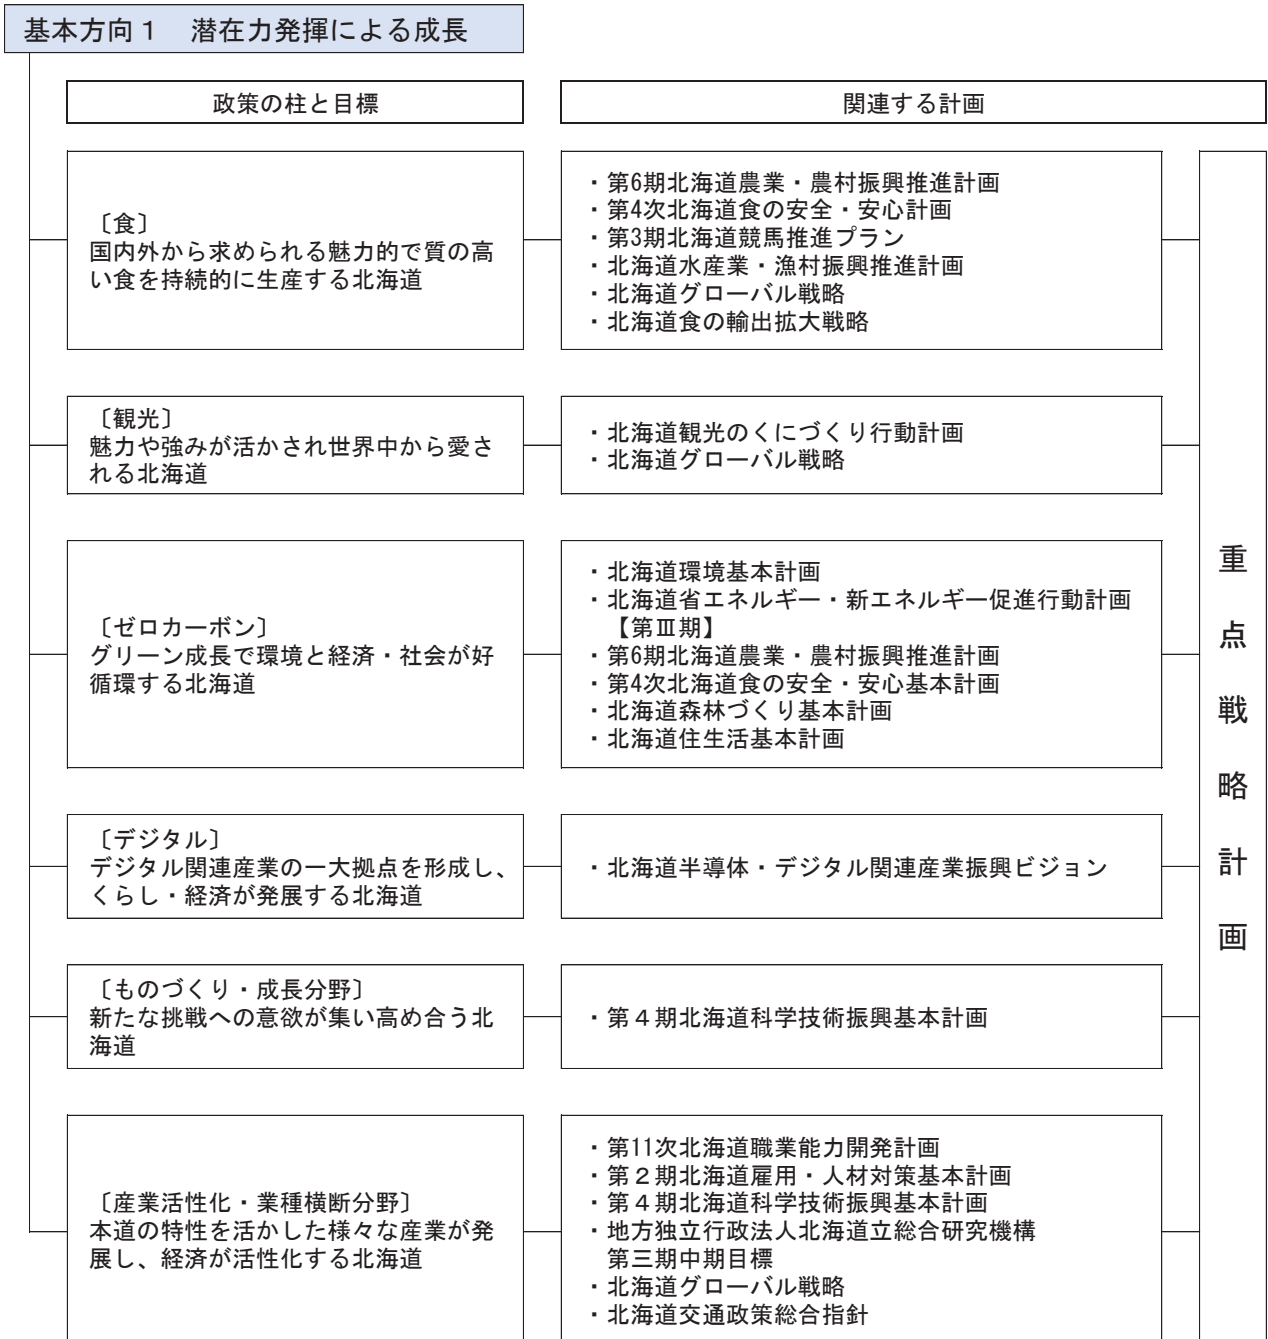 基本方向１　潜在力発揮による成長
政策の柱と目標
関連する計画
〔食〕
国内外から求められる魅力的で質の高
い食を持続的に生産する北海道
・第6期北海道農業・農村振興推進計画
・第4次北海道食の安全・安心計画
・第3期北海道競馬推進プラン
・北海道水産業・漁村振興推進計画
・北海道グローバル戦略
・北海道食の輸出拡大戦略
〔観光〕
魅力や強みが活かされ世界中から愛さ
れる北海道
・北海道観光のくにづくり行動計画
・北海道グローバル戦略
〔ゼロカーボン〕
グリーン成長で環境と経済・社会が好
循環する北海道
・北海道環境基本計画
・北海道省エネルギー・新エネルギー促進行動計画
【第Ⅲ期】
・第6期北海道農業・農村振興推進計画
・第4次北海道食の安全・安心基本計画
・北海道森林づくり基本計画
・北海道住生活基本計画
〔デジタル〕
デジタル関連産業の一大拠点を形成し、
くらし・経済が発展する北海道
・北海道半導体・デジタル関連産業振興ビジョン
〔ものづくり・成長分野〕
新たな挑戦への意欲が集い高め合う北
海道
・第４期北海道科学技術振興基本計画
〔産業活性化・業種横断分野〕
本道の特性を活かした様々な産業が発
展し、経済が活性化する北海道
・第11次北海道職業能力開発計画
・第２期北海道雇用・人材対策基本計画
・第４期北海道科学技術振興基本計画
・地方独立行政法人北海道立総合研究機構
第三期中期目標
・北海道グローバル戦略
・北海道交通政策総合指針
重点戦略計画